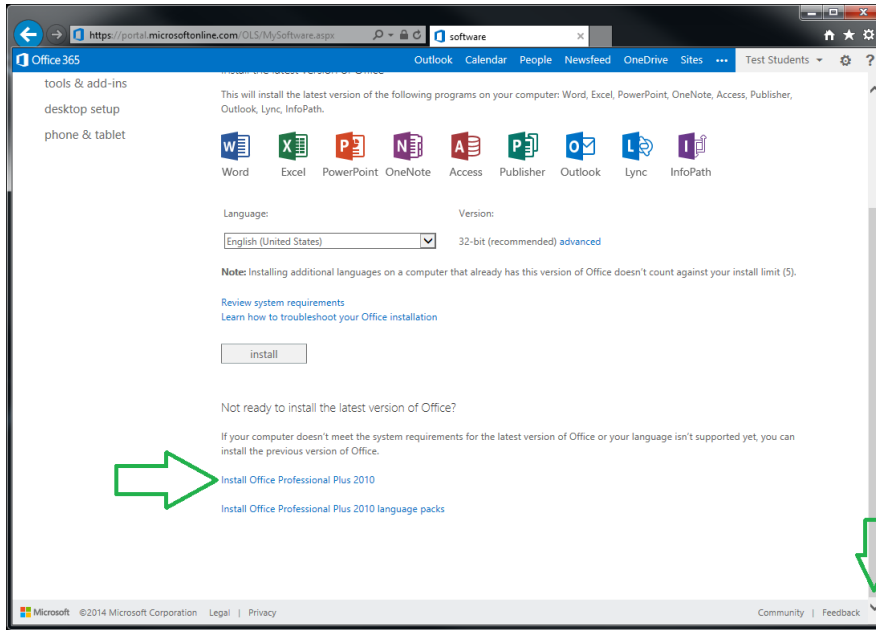 https://portal.microsoftonline.com/OLS/MySoftware.aspx
software
Office 365
Outlook Calendar People Newsfeed OneDrive Sites ••• Test Students ?
tools & add-ins
desktop setup
phone & tablet
Install the latest version of Office
This will install the latest version of the following programs on your computer: Word, Excel, PowerPoint, OneNote, Access, Publisher,
Outlook, Lync, InfoPath.
Word Excel PowerPoint OneNote Access Publisher Outlook Lync InfoPath
Language: Version:
English (United States) 32-bit (recommended) advanced
Note: Installing additional languages on a computer that already has this version of Office doesn't count against your install limit (5).
Review system requirements
Learn how to troubleshoot your Office installation
install
Not ready to install the latest version of Office?
If your computer doesn't meet the system requirements for the latest version of Office or your language isn't supported yet, you can
install the previous version of Office.
Install Office Professional Plus 2010
Install Office Professional Plus 2010 language packs
Microsoft ©2014 Microsoft Corporation Legal | Privacy Community | Feedback